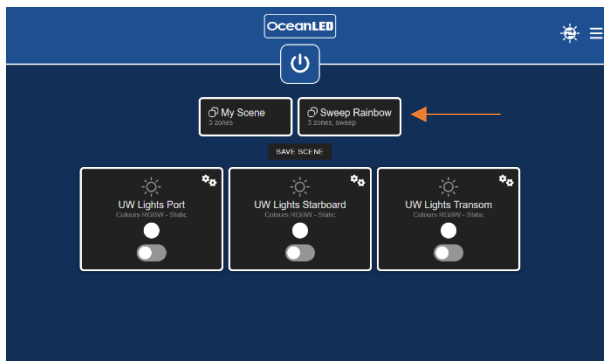 OceanLED
My Scene
3 zones
Sweep Rainbow
3 zones, sweep
SAVE SCENE
UW Lights Port
Colours RGBW - Static
UW Lights Starboard
Colours RGBW - Static
UW Lights Transom
Colours RGBW - Static